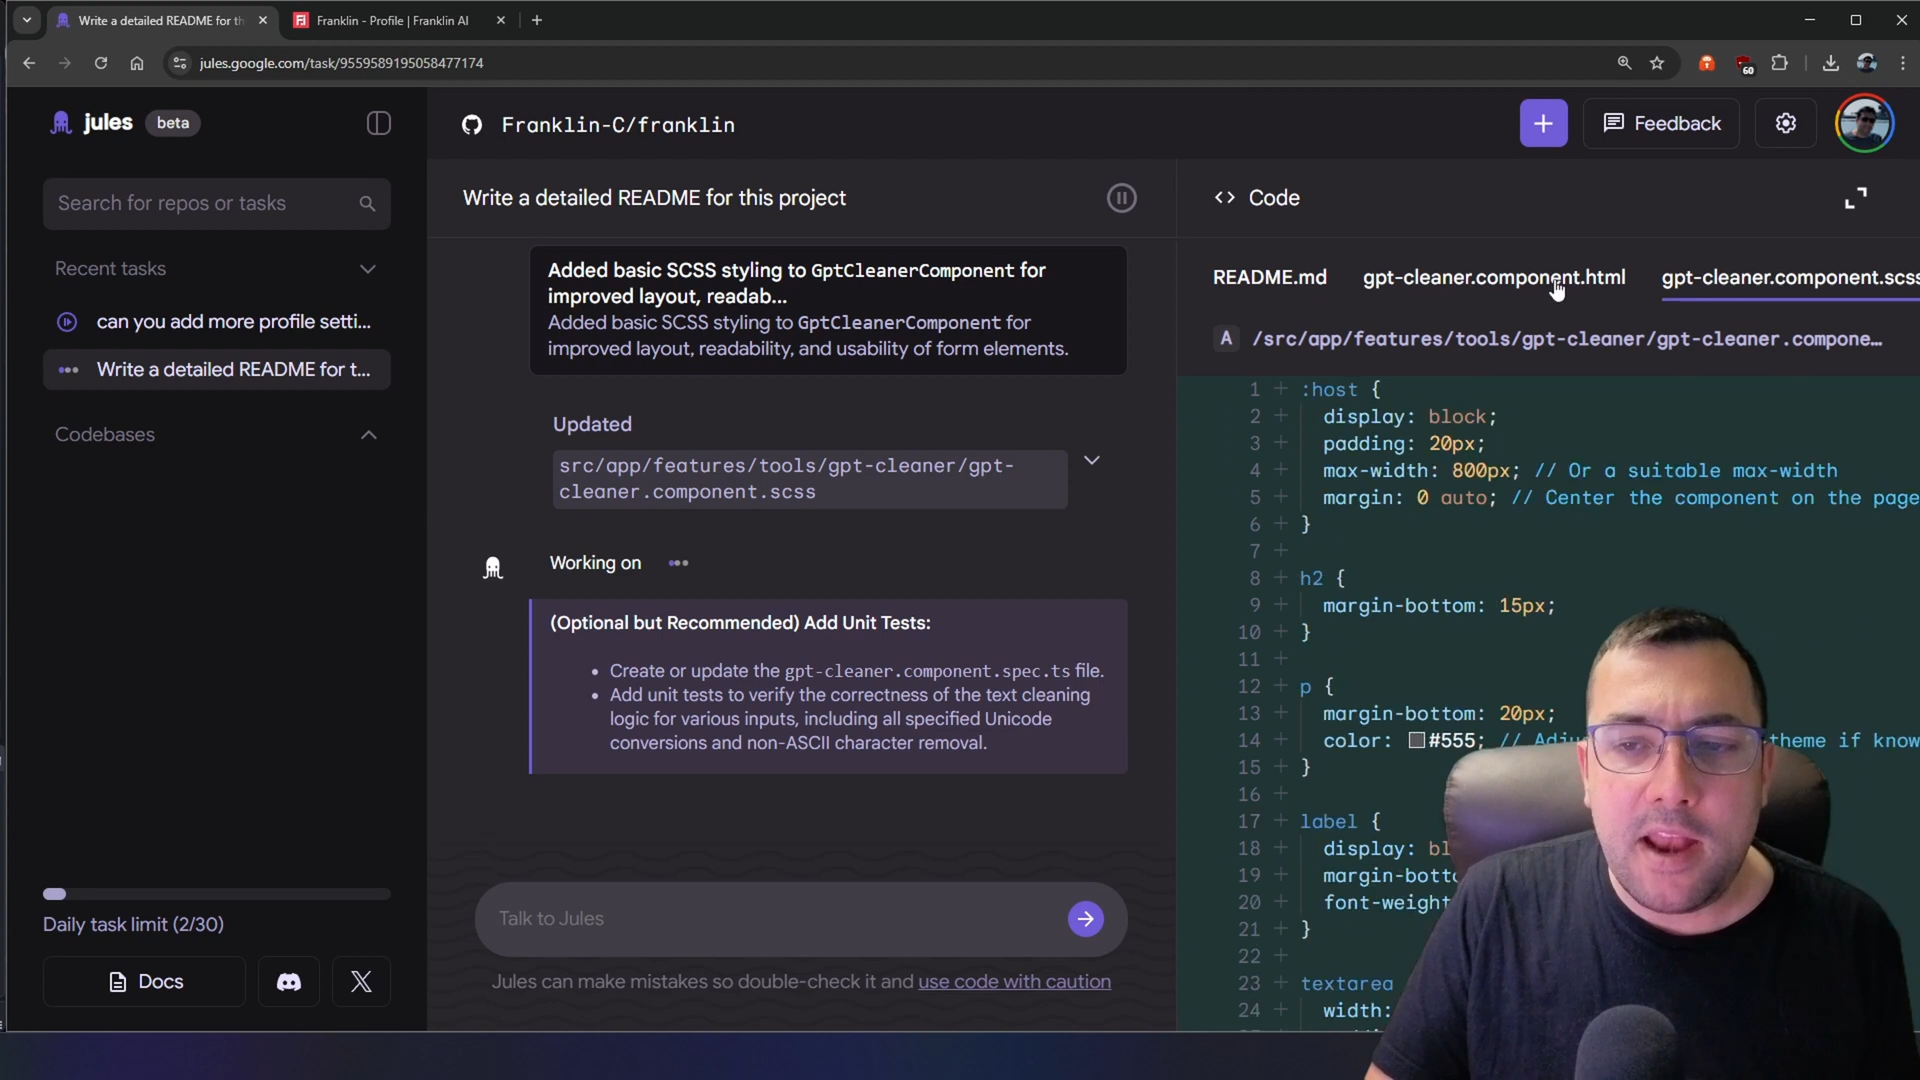 Write a detailed README for th
Franklin - Profile | Franklin AI
jules.google.com/task/9559589195058477174
60
jules beta
Franklin-C/franklin
Feedback
Search for repos or tasks
Recent tasks
can you add more profile setti...
Write a detailed README for t...
Codebases
Daily task limit (2/30)
Docs
Write a detailed README for this project
Added basic SCSS styling to GptCleanerComponent for
improved layout, readab...
Added basic SCSS styling to GptCleanerComponent for
improved layout, readability, and usability of form elements.
Updated
src/app/features/tools/gpt-cleaner/gpt-
cleaner.component.scss
Working on
(Optional but Recommended) Add Unit Tests:
• Create or update the gpt-cleaner.component.spec.ts file.
• Add unit tests to verify the correctness of the text cleaning
logic for various inputs, including all specified Unicode
conversions and non-ASCII character removal.
Talk to Jules
Jules can make mistakes so double-check it and use code with caution
<> Code
README.md gpt-cleaner.component.html gpt-cleaner.component.scss
A /src/app/features/tools/gpt-cleaner/gpt-cleaner.compone...
1 + :host {
2 + display: block;
3 + padding: 20px;
4 + max-width: 800px; // Or a suitable max-width
5 + margin: 0 auto; // Center the component on the page
6 + }
7 +
8 + h2 {
9 + margin-bottom: 15px;
10 + }
11 +
12 + p {
13 + margin-bottom: 20px;
14 + color: #555; // Adju theme if know
15 + }
16 +
17 + label {
18 + display: bl
19 + margin-botto
20 + font-weight
21 + }
22 +
23 + textarea
24 + width: